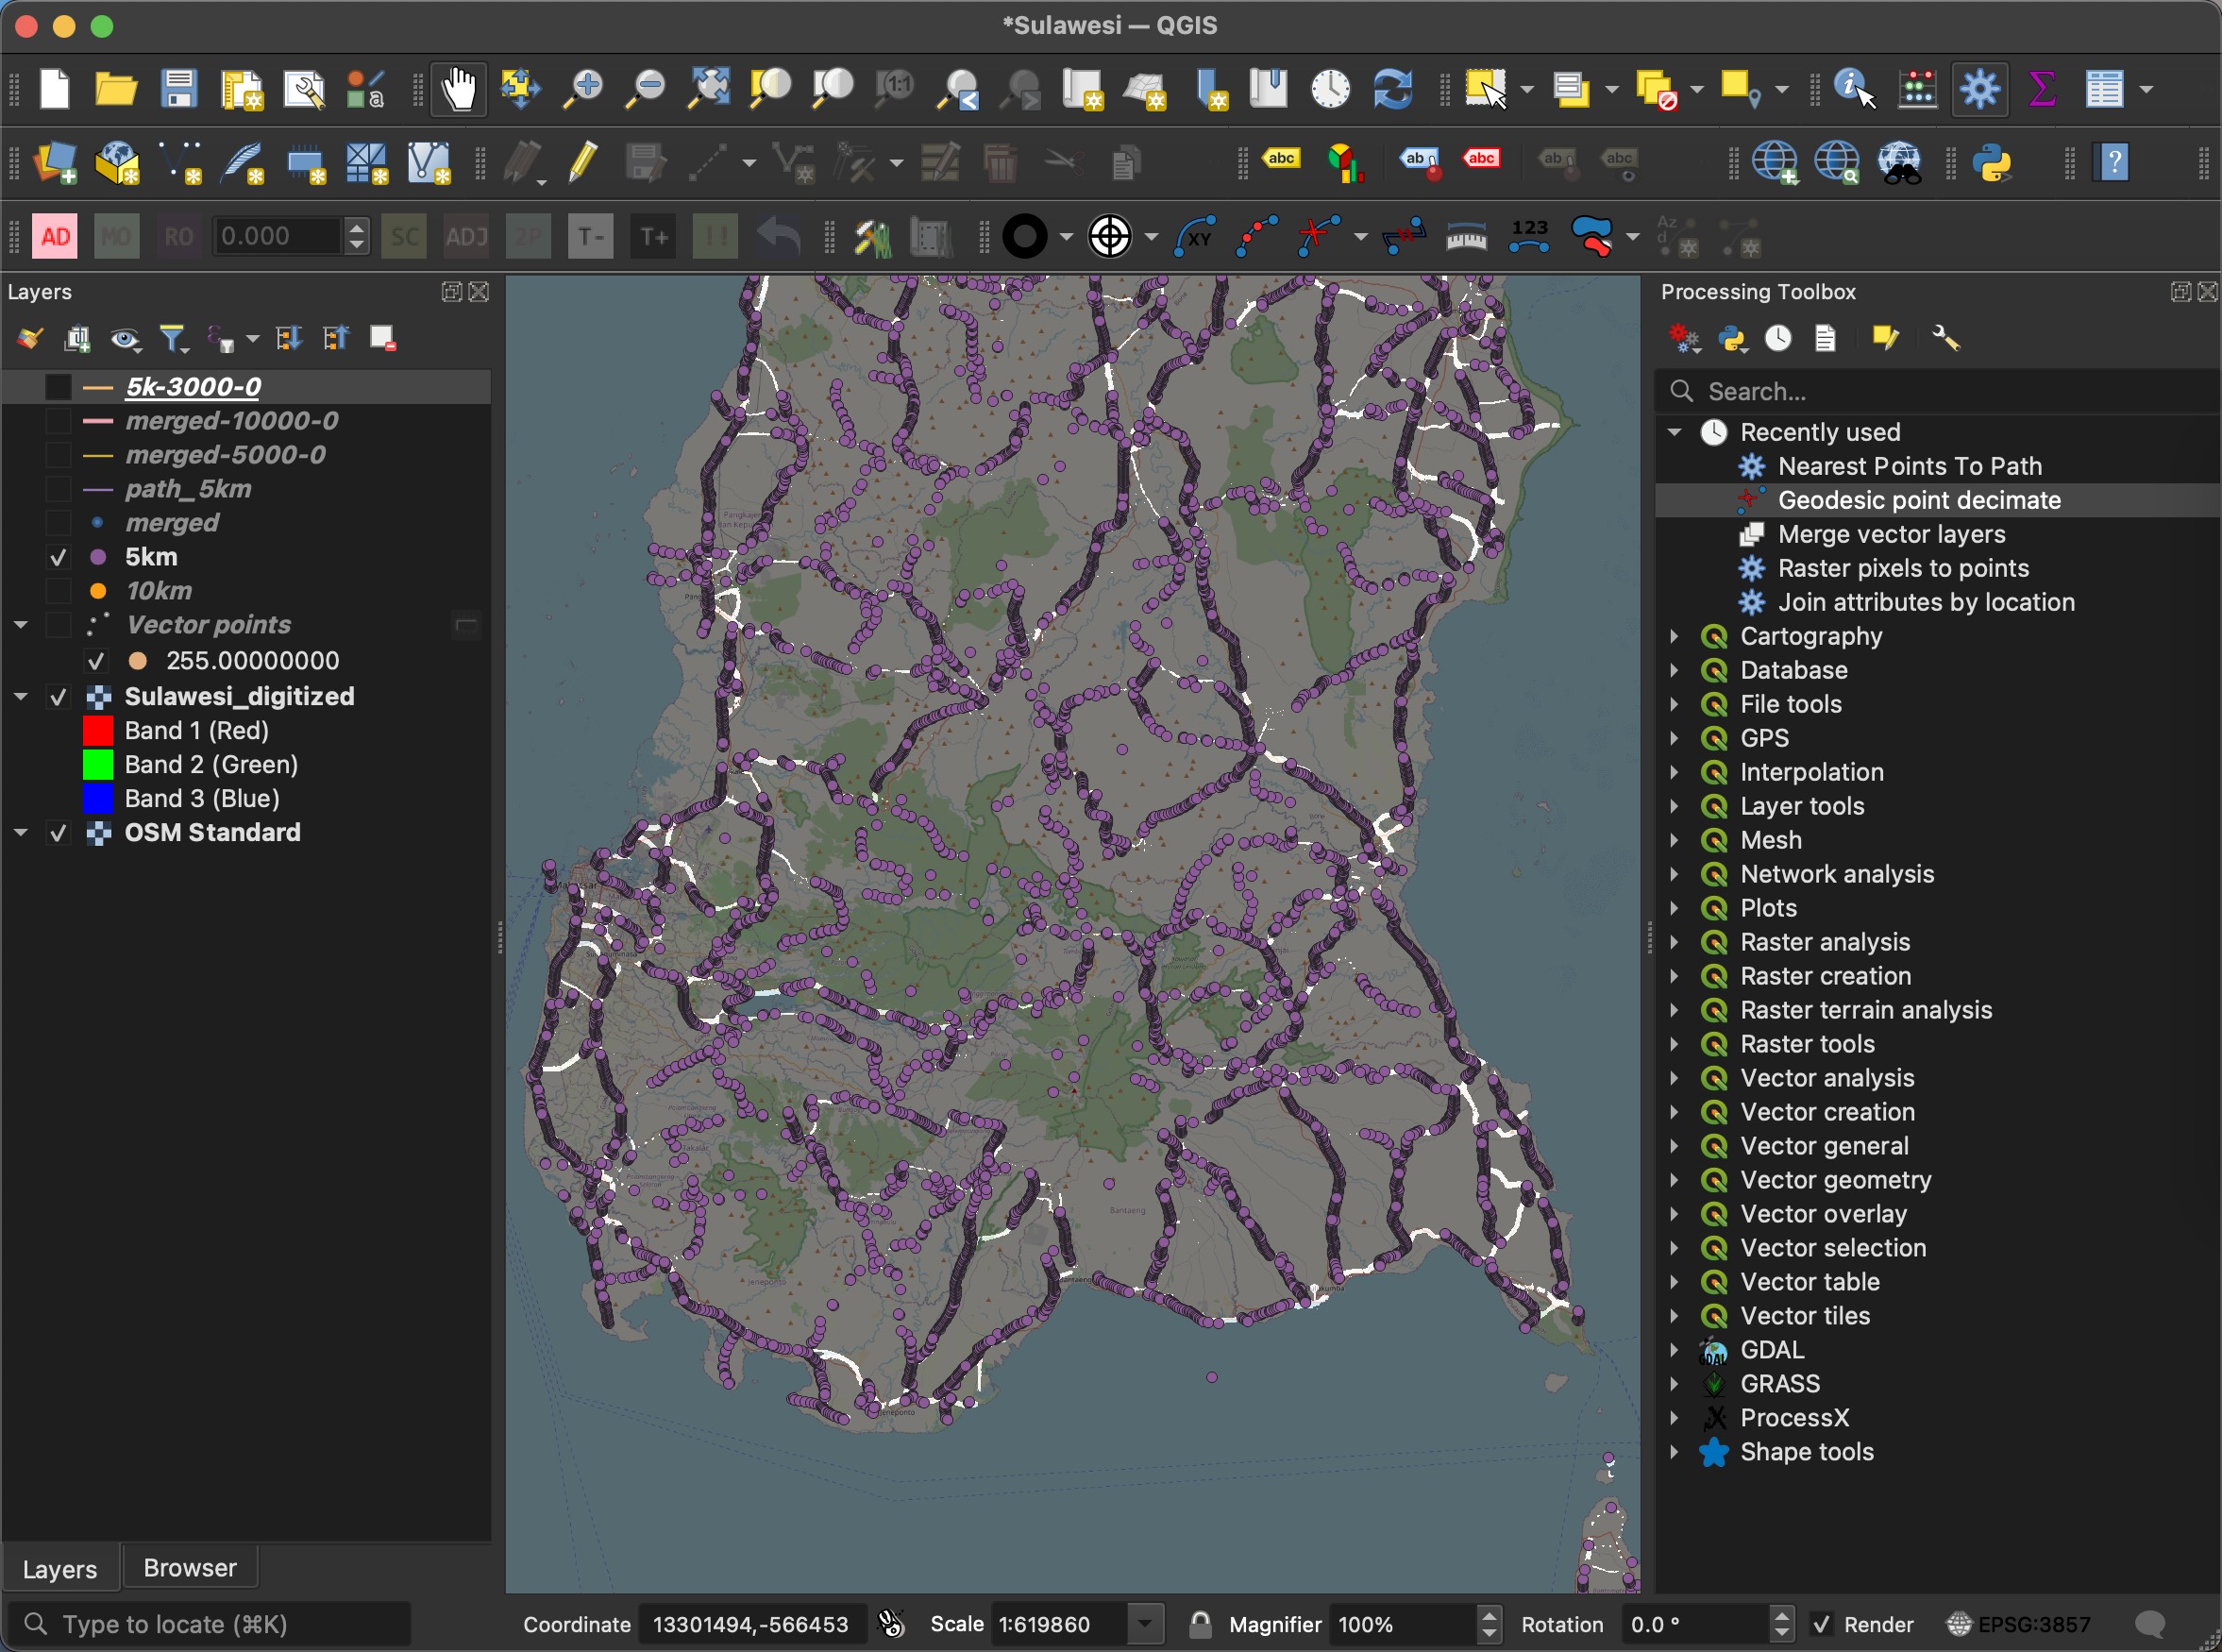 *Sulawesi — QGIS
a
1:1
abc
ab
abc
ab
abc
?
AD
MO
RO
0.000
SC
ADJ
2P
T-
T+
!!
XY
123
Az
d
Layers
5k-3000-0
merged-10000-0
merged-5000-0
path_5km
merged
5km
10km
Vector points
255.00000000
Sulawesi_digitized
Band 1 (Red)
Band 2 (Green)
Band 3 (Blue)
OSM Standard
Bantaeng
jeneponto
Processing Toolbox
Search...
Recently used
Nearest Points To Path
Geodesic point decimate
Merge vector layers
Raster pixels to points
Join attributes by location
Cartography
Database
File tools
GPS
Interpolation
Layer tools
Mesh
Network analysis
Plots
Raster analysis
Raster creation
Raster terrain analysis
Raster tools
Vector analysis
Vector creation
Vector general
Vector geometry
Vector overlay
Vector selection
Vector table
Vector tiles
GDAL
GRASS
ProcessX
Shape tools
Layers
Browser
Type to locate (⌘K)
Coordinate
13301494,-566453
Scale
1:619860
Magnifier
100%
Rotation
0.0 °
Render
EPSG:3857